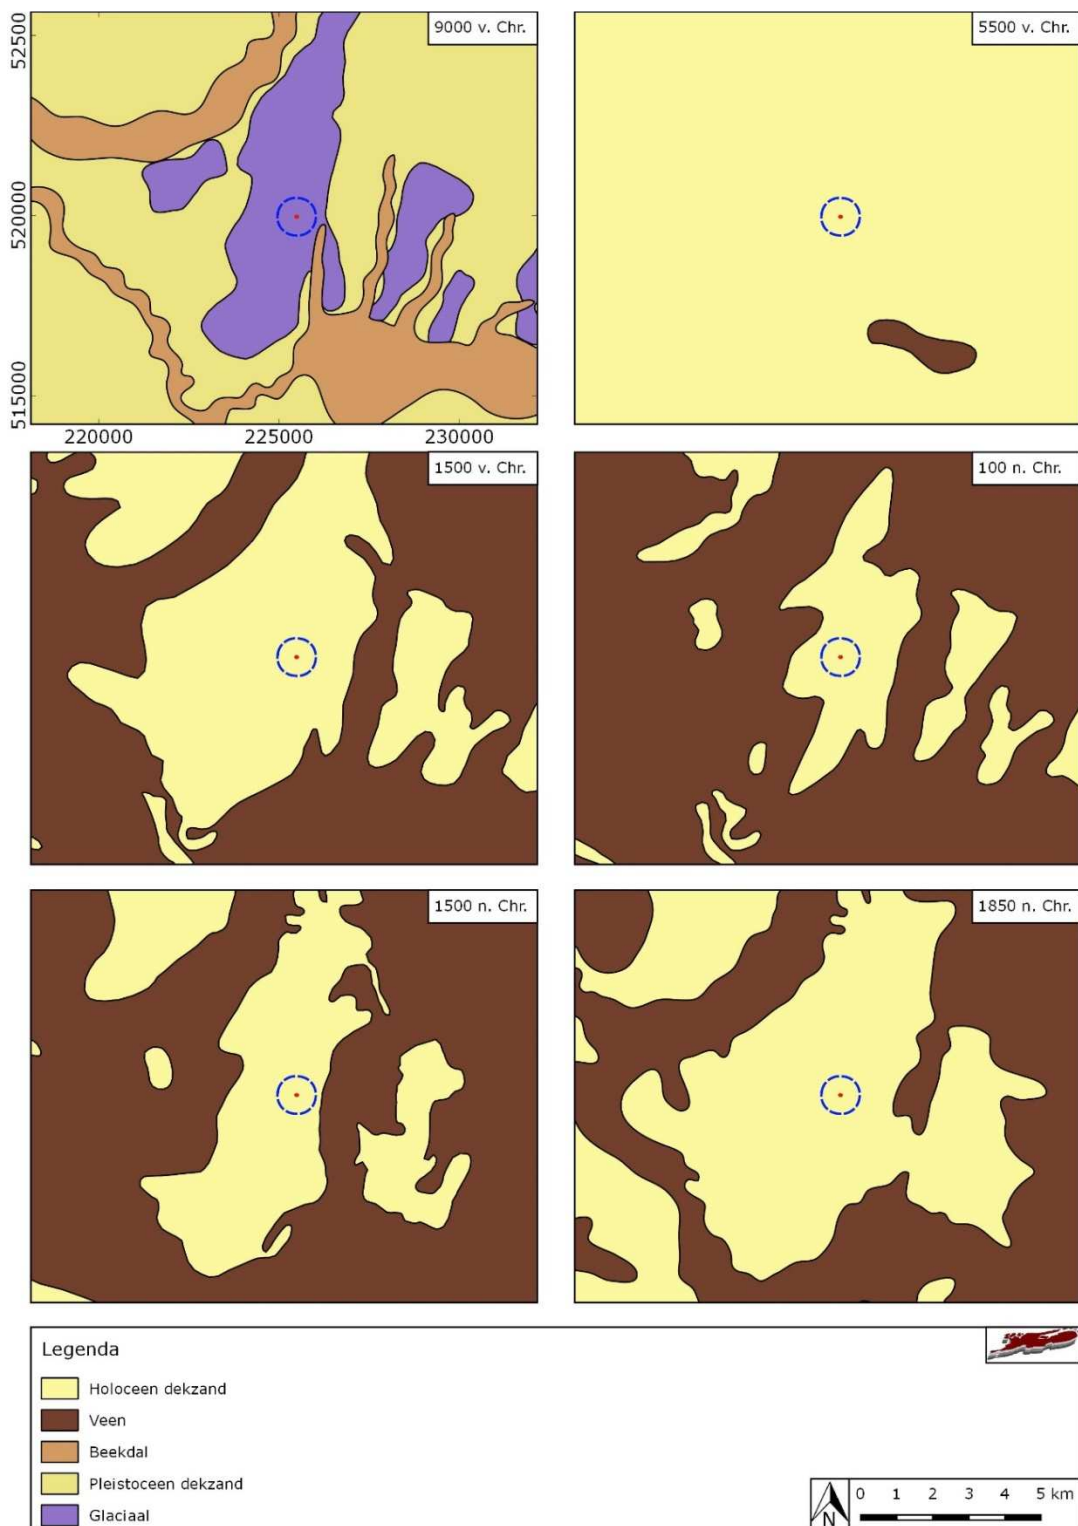 9000 v. Chr.
5500 v. Chr.
525000
520000
515000
220000
225000
230000
1500 v. Chr.
100 n. Chr.
1500 n. Chr.
1850 n. Chr.
Legenda
Holoceen dekzand
Veen
Beekdal
Pleistoceen dekzand
Glaciaal
N
0 1 2 3 4 5 km